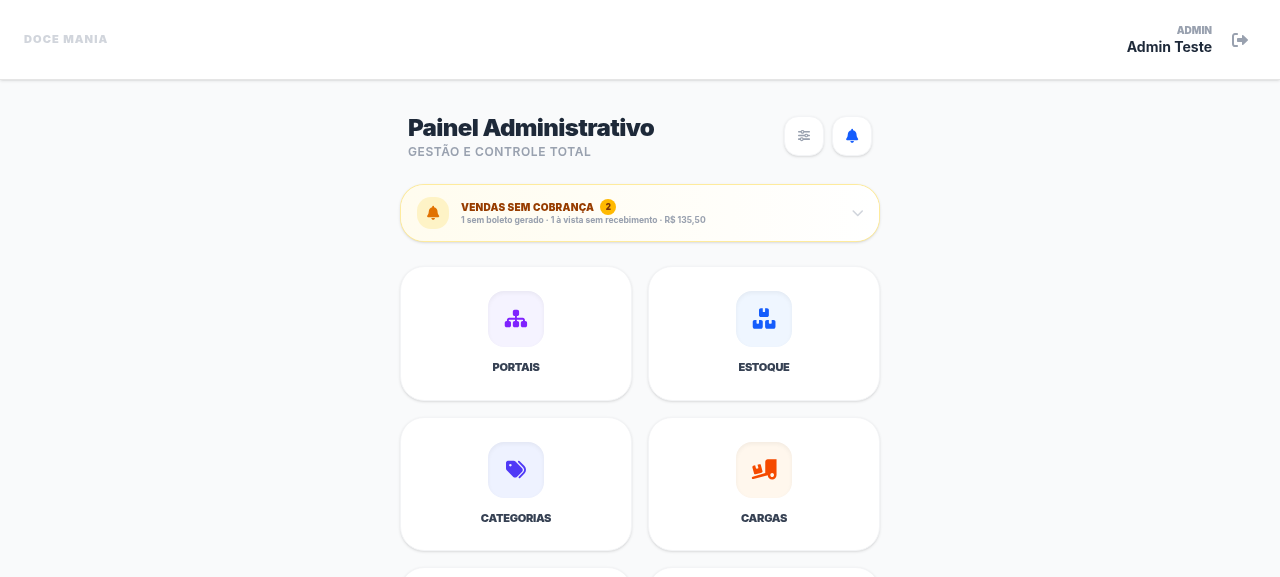 DOCE MANIA
ADMIN
Admin Teste
Painel Administrativo
GESTÃO E CONTROLE TOTAL
VENDAS SEM COBRANÇA 2
1 sem boleto gerado · 1 à vista sem recebimento · R$ 135,50
PORTAIS
ESTOQUE
CATEGORIAS
CARGAS